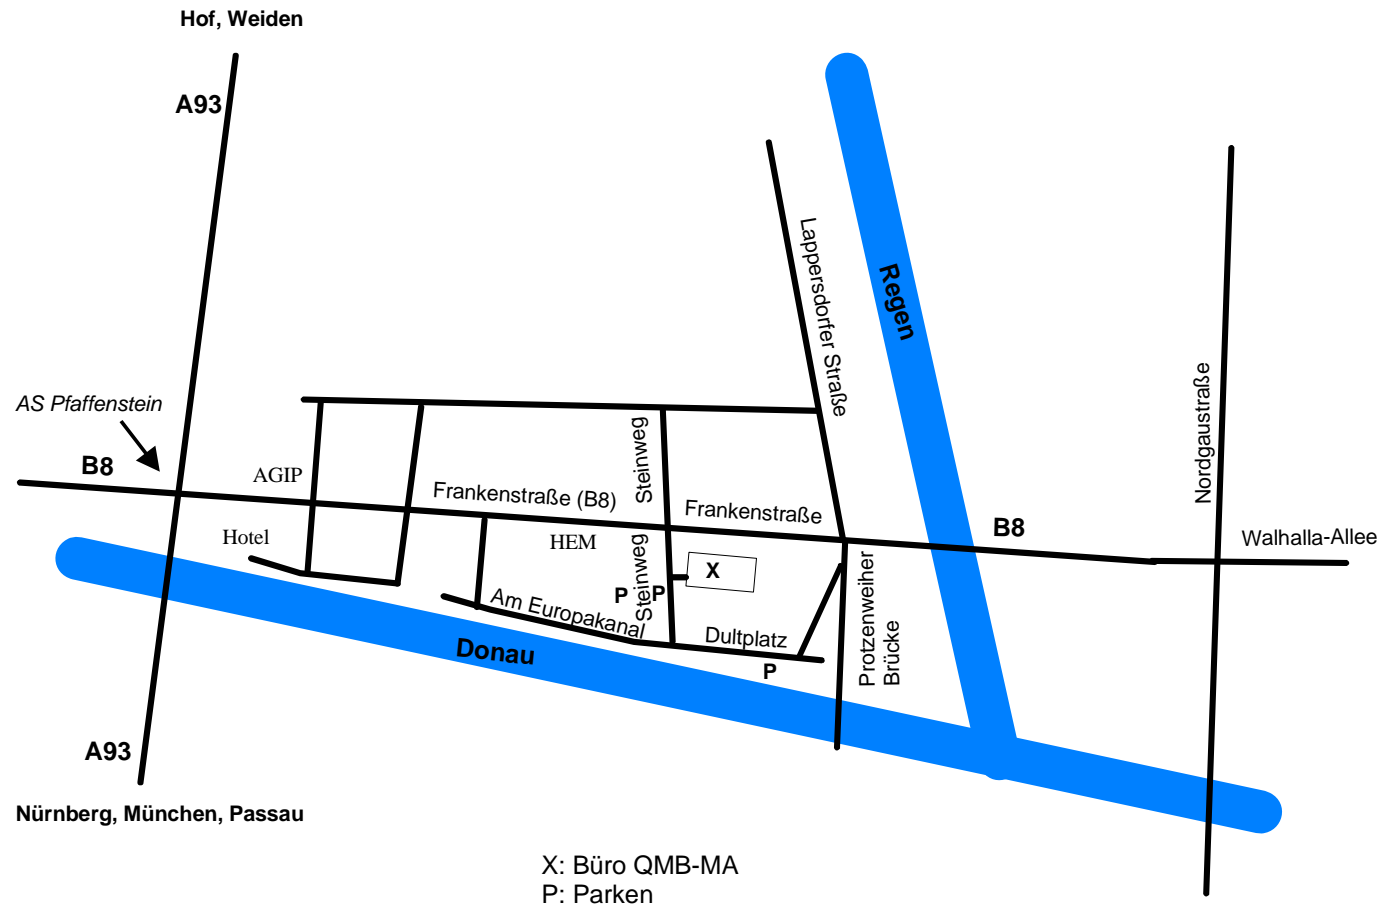 Hof, Weiden
A93
Lappersdorfer Straße
Regen
Nordgaustraße
AS Pfaffenstein
B8
AGIP
Steinweg
Frankenstraße (B8)
Frankenstraße
B8
Walhalla-Allee
Hotel
HEM
Steinweg
X
P
P
Am Europakanal
Dultplatz
P
Protzenweiher
Brücke
Donau
A93
Nürnberg, München, Passau
X: Büro QMB-MA
P: Parken